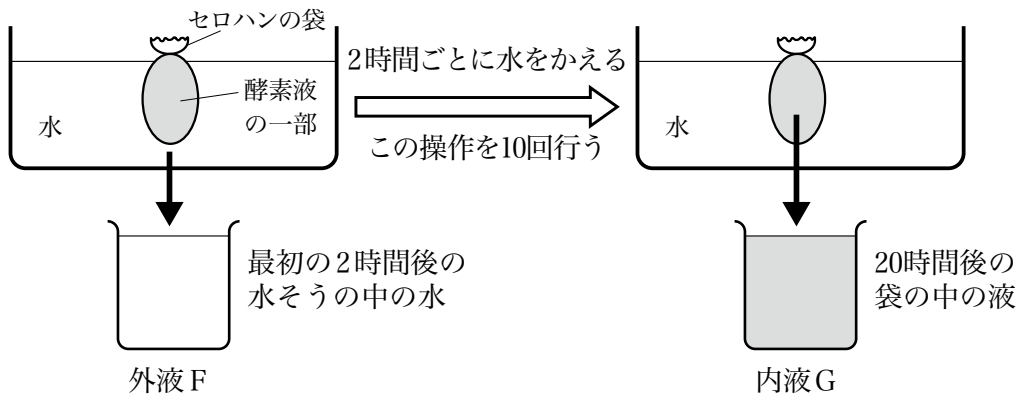 セロハンの袋
酵素液
の一部
水
2時間ごとに水をかえる
この操作を10回行う
水
最初の2時間後の
水そうの中の水
外液F
20時間後の
袋の中の液
内液G